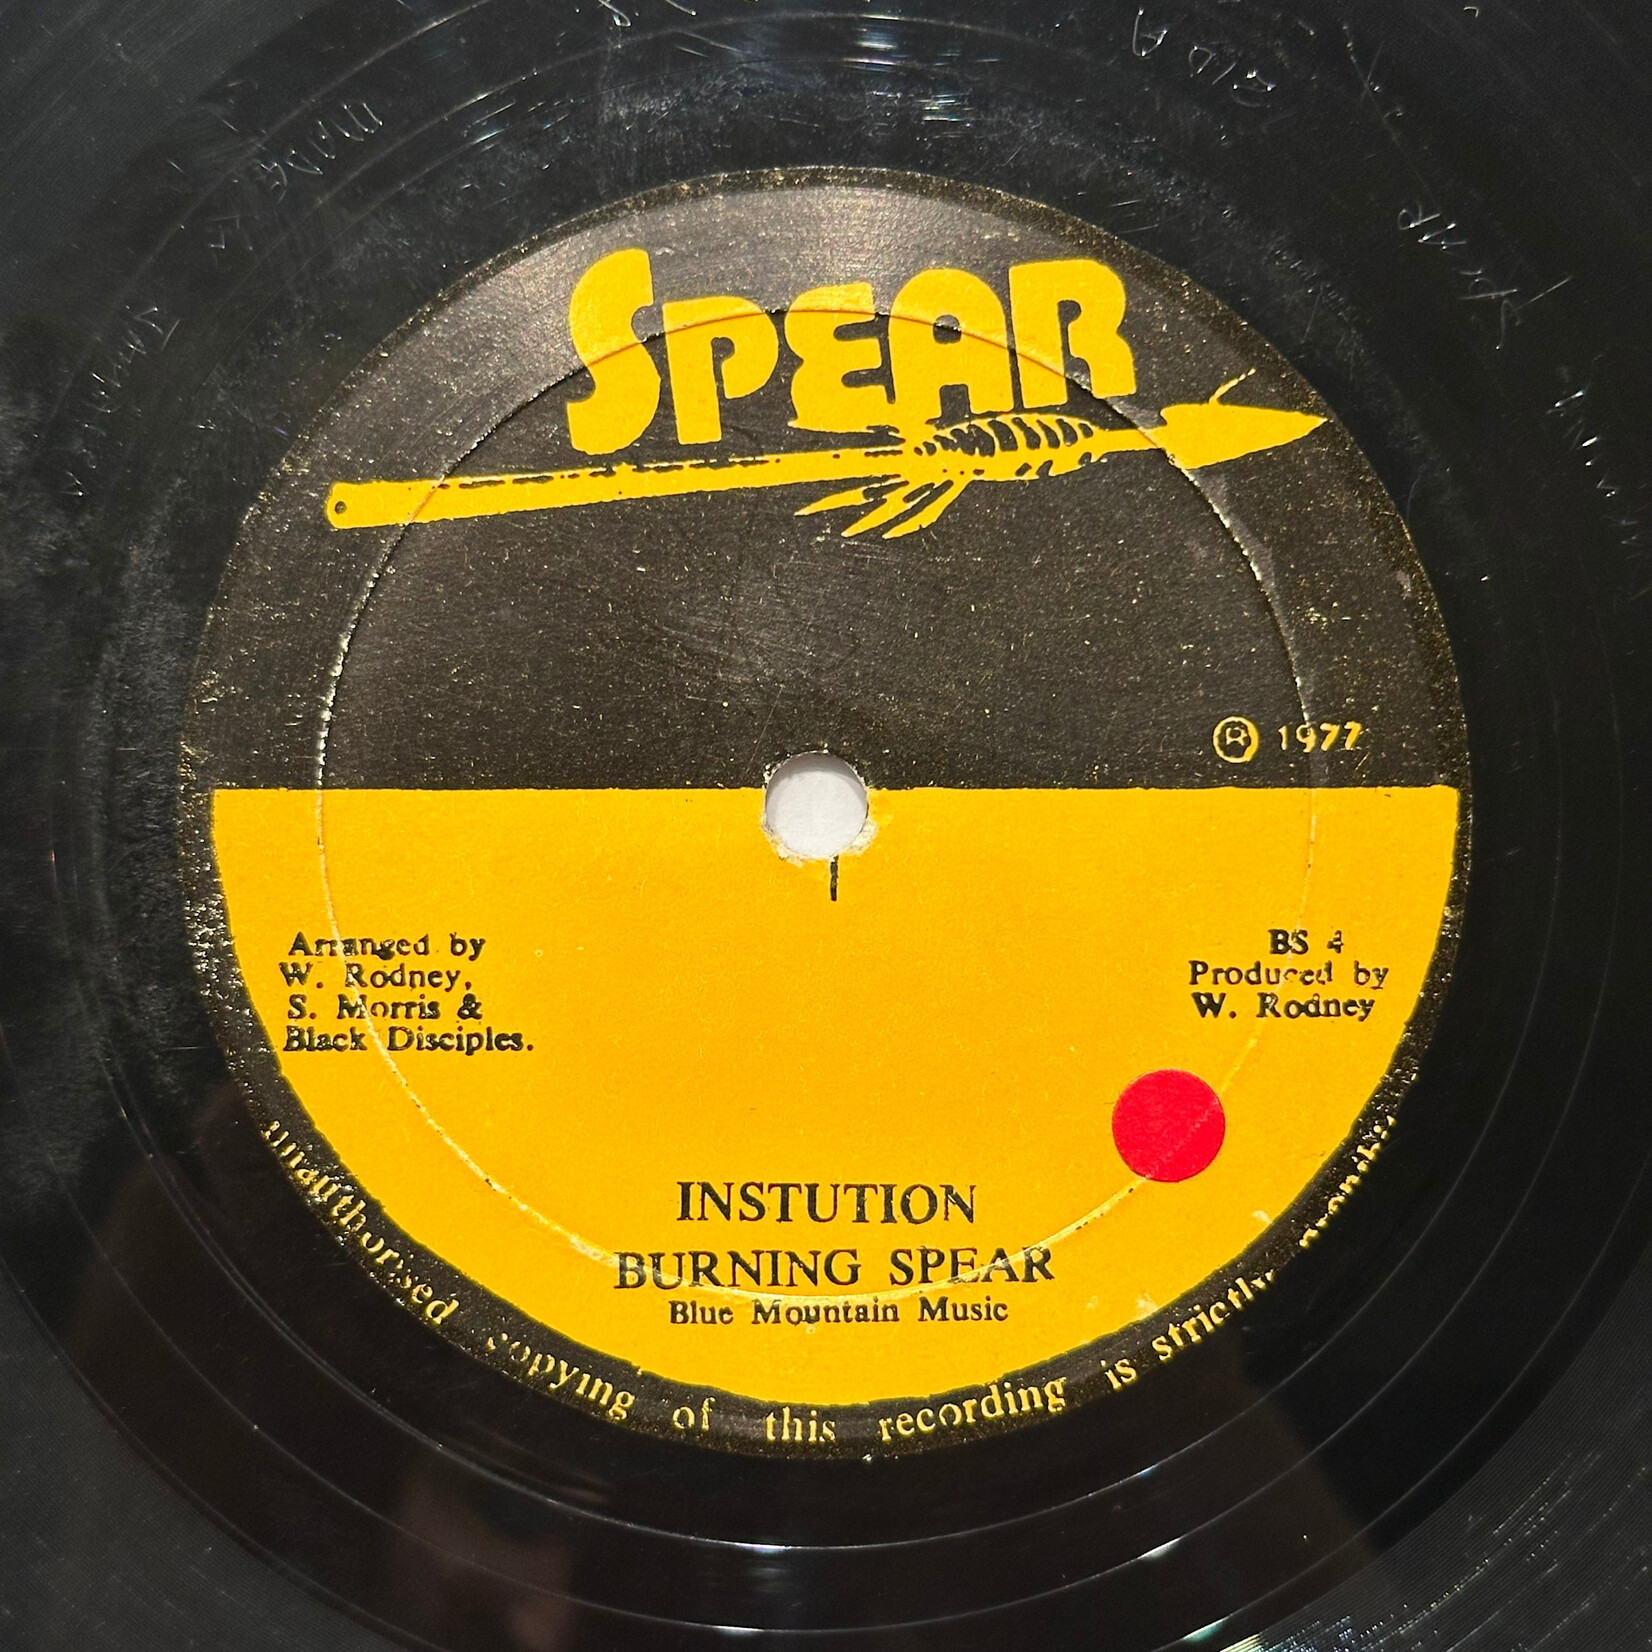 SPEAR
® 1977
Arranged by
W. Rodney,
S. Morris &
Black Disciples.
BS 4
Produced by
W. Rodney
INSTUTION
BURNING SPEAR
Blue Mountain Music
unauthorised copying of this recording is strictly